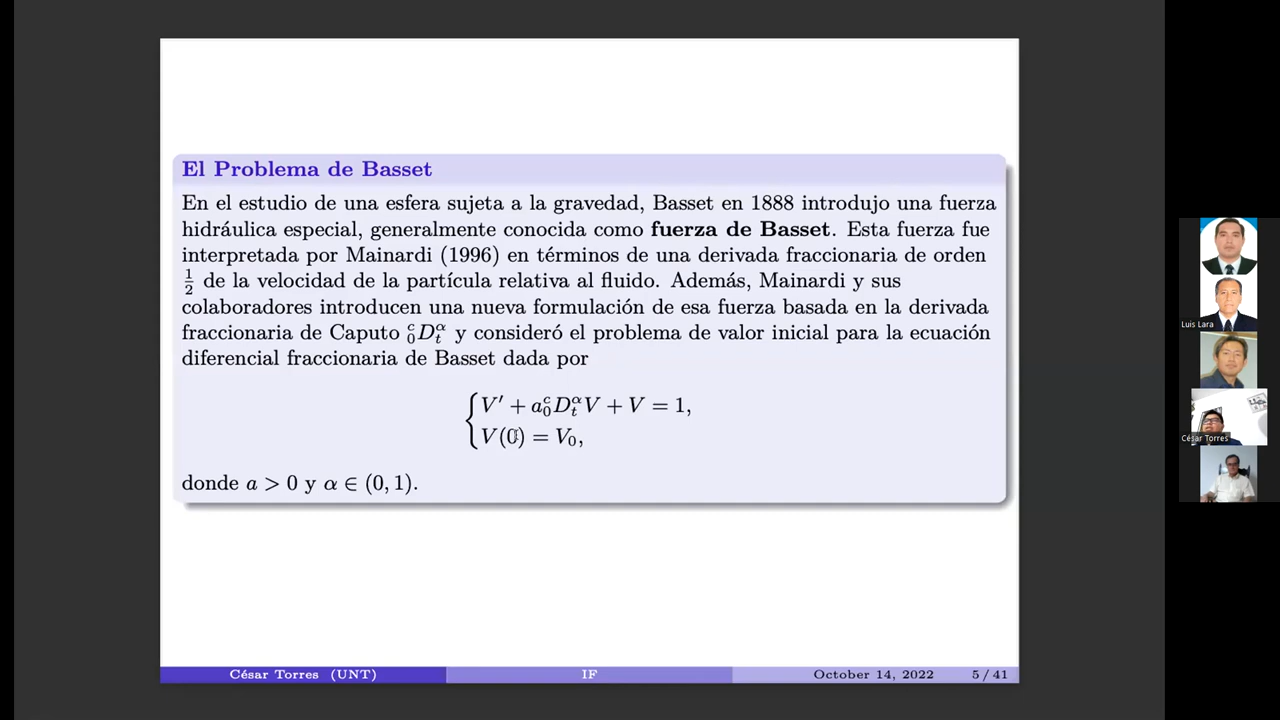 El Problema de Basset
En el estudio de una esfera sujeta a la gravedad, Basset en 1888 introdujo una fuerza
hidráulica especial, generalmente conocida como fuerza de Basset. Esta fuerza fue
interpretada por Mainardi (1996) en términos de una derivada fraccionaria de orden
1/2 de la velocidad de la partícula relativa al fluido. Además, Mainardi y sus
colaboradores introducen una nueva formulación de esa fuerza basada en la derivada
fraccionaria de Caputo ᶜ₀Dₜᵅ y consideró el problema de valor inicial para la ecuación
diferencial fraccionaria de Basset dada por
V′ + aᶜ₀DₜᵅV + V = 1,
V(0) = V₀,
donde a > 0 y α ∈ (0, 1).
César Torres (UNT) IF October 14, 2022 5 / 41
Luis Lara
César Torres